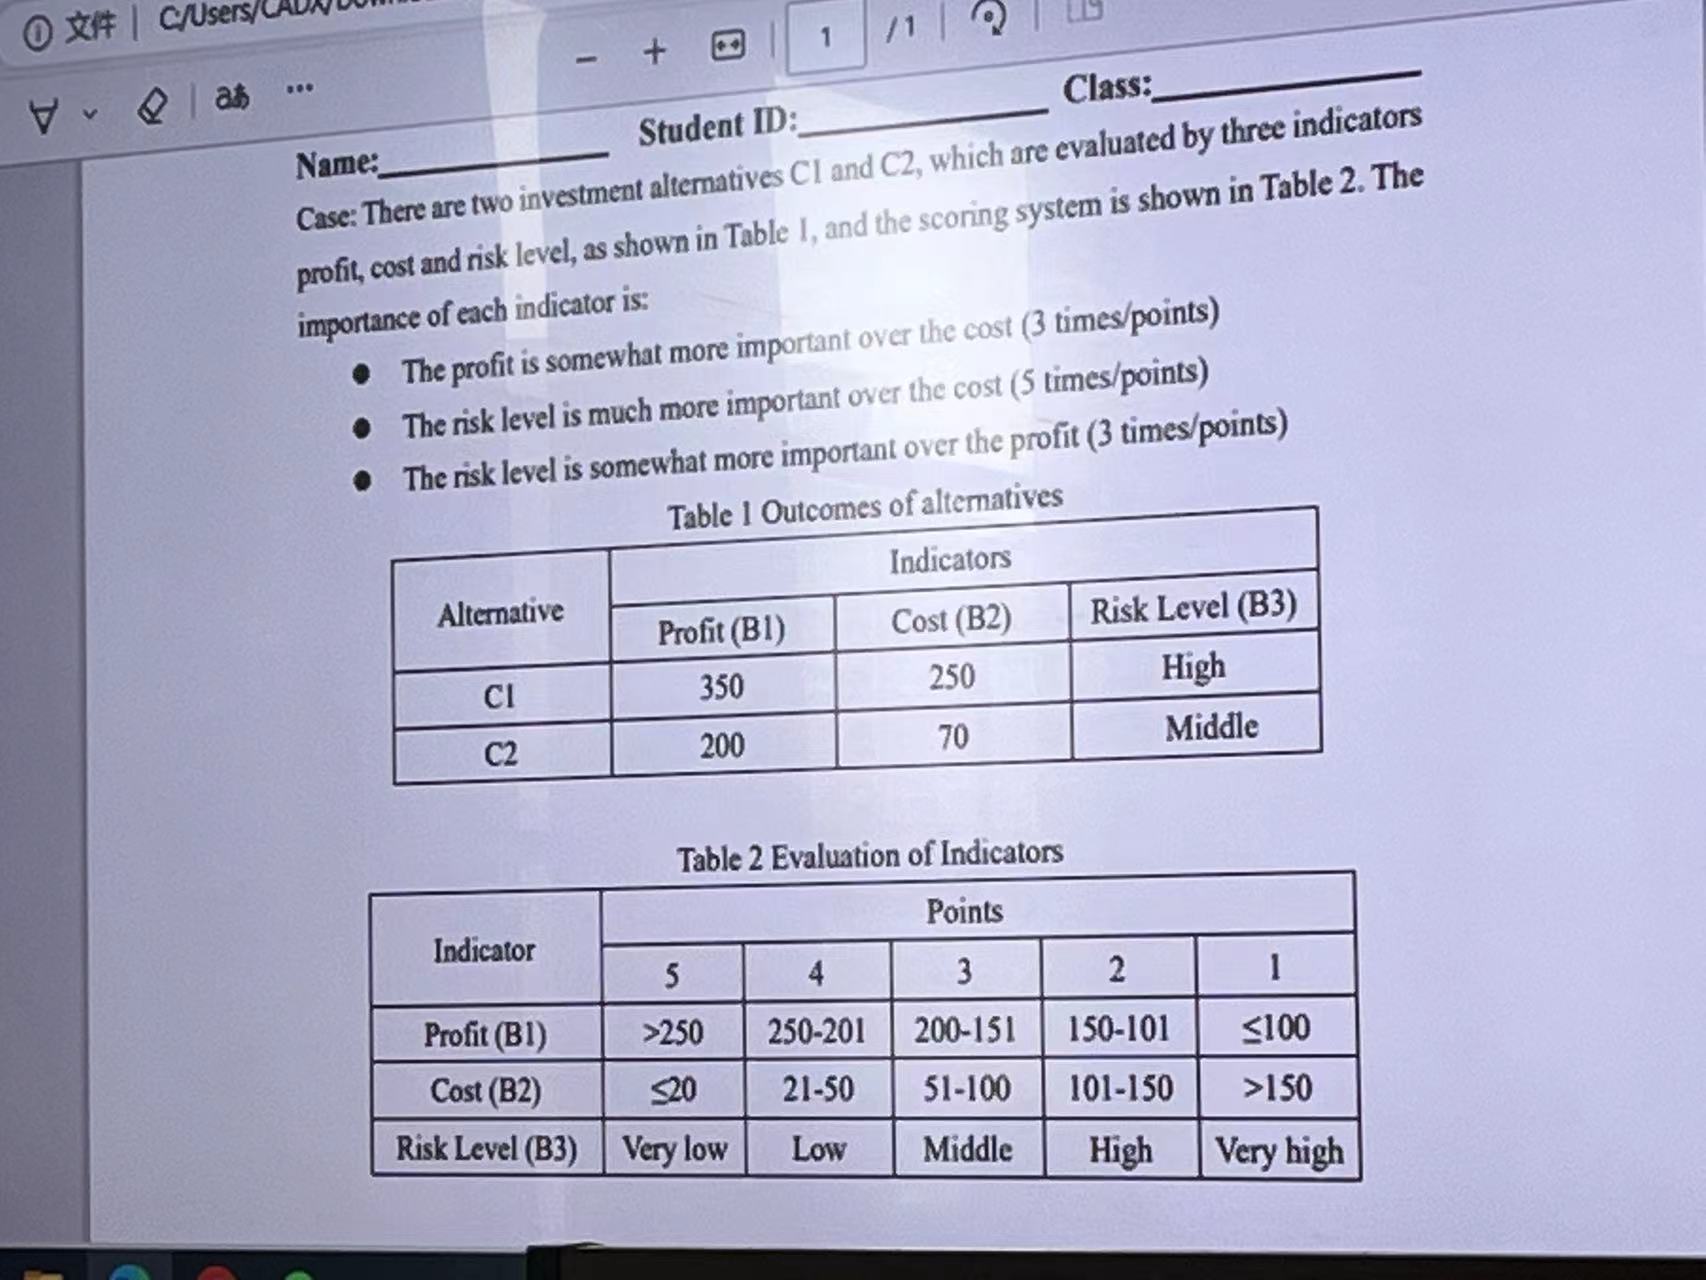 文件 | C/Users/CADX/
− + 1 /1
aあ ...
Name: Student ID: Class:
Case: There are two investment alternatives C1 and C2, which are evaluated by three indicators
profit, cost and risk level, as shown in Table 1, and the scoring system is shown in Table 2. The
importance of each indicator is:
● The profit is somewhat more important over the cost (3 times/points)
● The risk level is much more important over the cost (5 times/points)
● The risk level is somewhat more important over the profit (3 times/points)
Table 1 Outcomes of alternatives
Alternative Indicators
Profit (B1) Cost (B2) Risk Level (B3)
C1 350 250 High
C2 200 70 Middle
Table 2 Evaluation of Indicators
Indicator Points
5 4 3 2 1
Profit (B1) >250 250-201 200-151 150-101 ≤100
Cost (B2) ≤20 21-50 51-100 101-150 >150
Risk Level (B3) Very low Low Middle High Very high